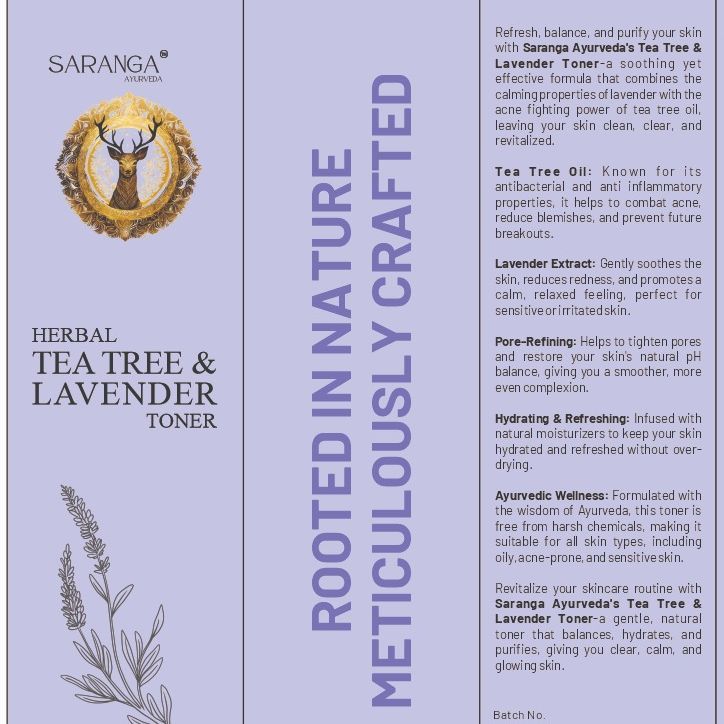 SARANGA
TM
AYURVEDA
HERBAL
TEA TREE &
LAVENDER
TONER
ROOTED IN NATURE
METICULOUSLY CRAFTED
Refresh, balance, and purify your skin
with Saranga Ayurveda's Tea Tree &
Lavender Toner-a soothing yet
effective formula that combines the
calming properties of lavender with the
acne fighting power of tea tree oil,
leaving your skin clean, clear, and
revitalized.
Tea Tree Oil: Known for its
antibacterial and anti inflammatory
properties, it helps to combat acne,
reduce blemishes, and prevent future
breakouts.
Lavender Extract: Gently soothes the
skin, reduces redness, and promotes a
calm, relaxed feeling, perfect for
sensitive or irritated skin.
Pore-Refining: Helps to tighten pores
and restore your skin's natural pH
balance, giving you a smoother, more
even complexion.
Hydrating & Refreshing: Infused with
natural moisturizers to keep your skin
hydrated and refreshed without over-
drying.
Ayurvedic Wellness: Formulated with
the wisdom of Ayurveda, this toner is
free from harsh chemicals, making it
suitable for all skin types, including
oily, acne-prone, and sensitive skin.
Revitalize your skincare routine with
Saranga Ayurveda's Tea Tree &
Lavender Toner-a gentle, natural
toner that balances, hydrates, and
purifies, giving you clear, calm, and
glowing skin.
Batch No.